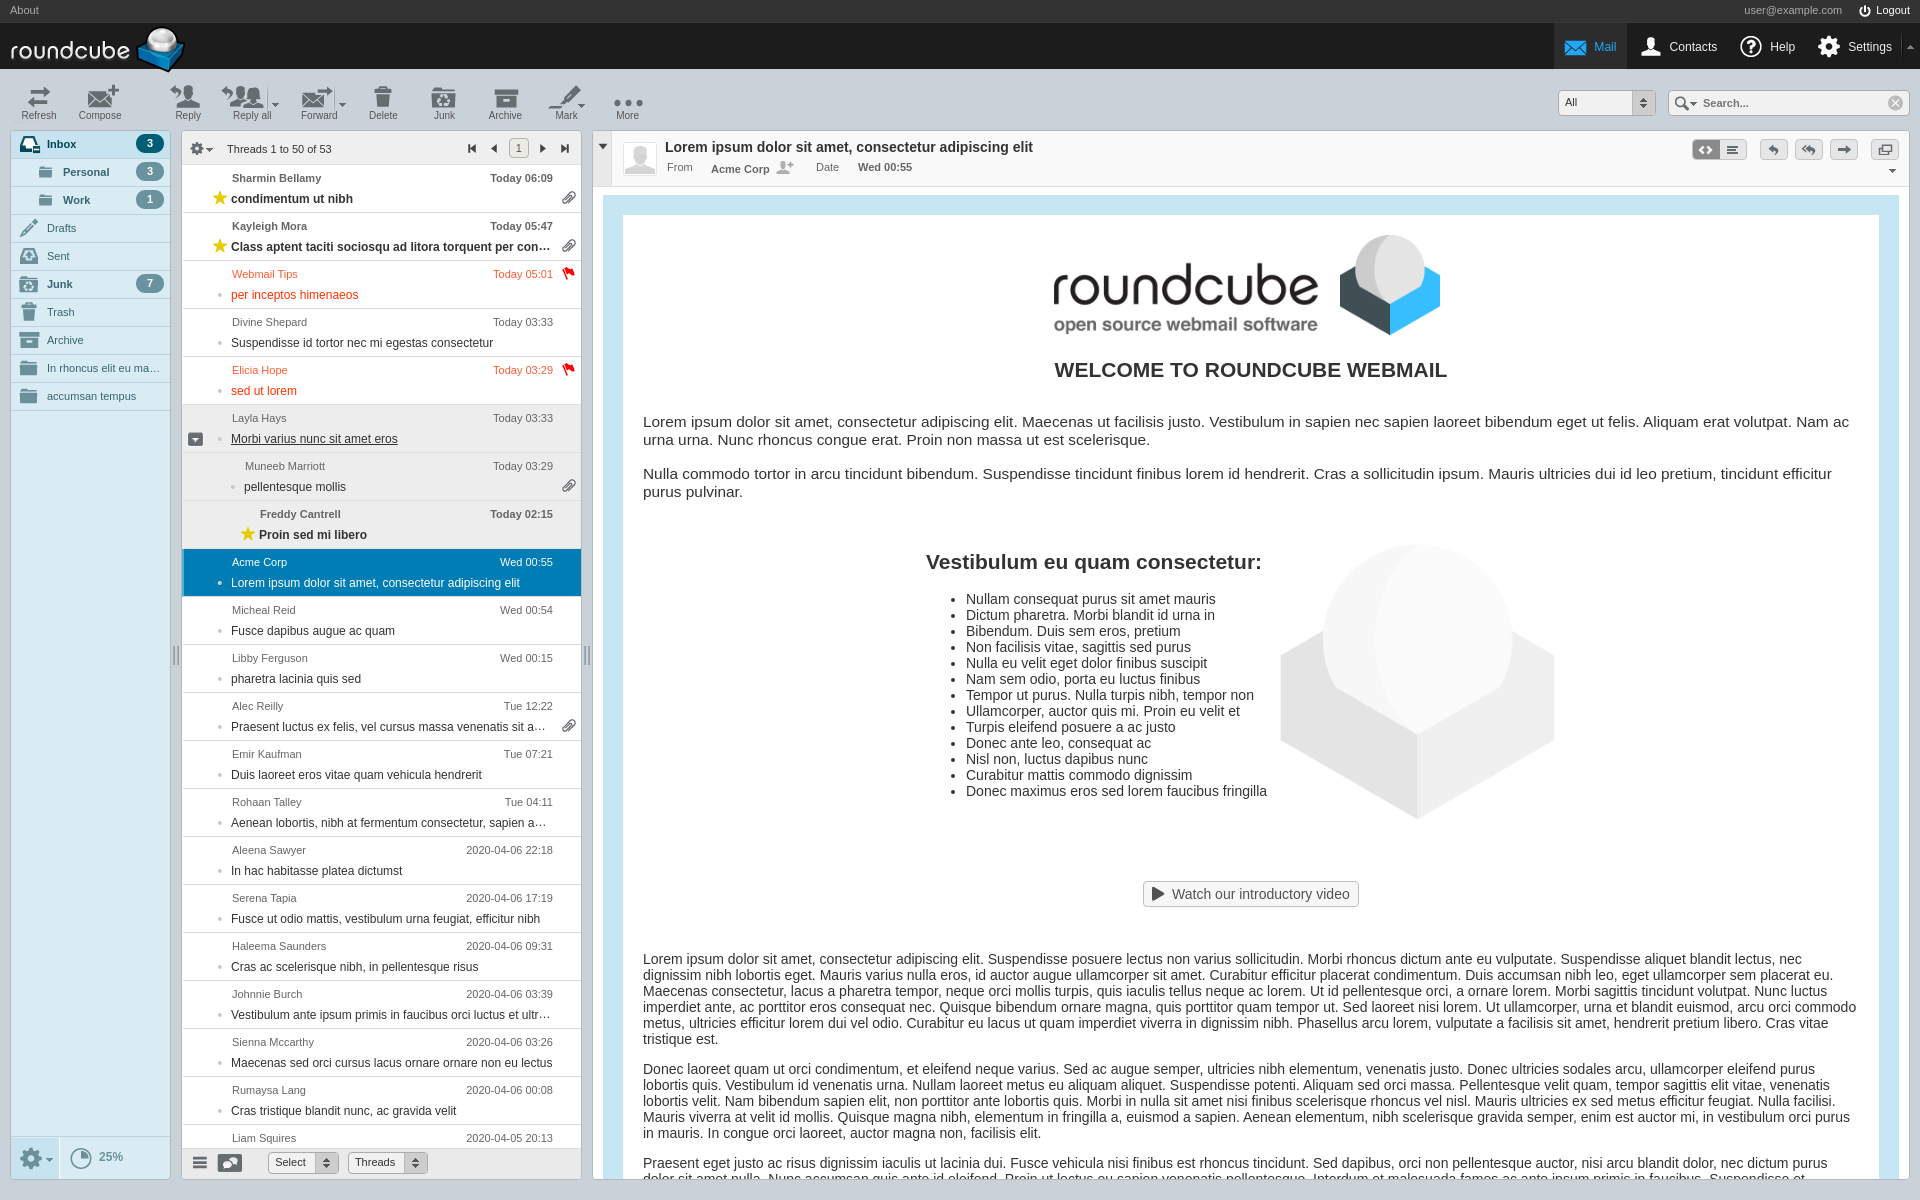 About
user@example.com Logout
roundcube
Mail Contacts Help Settings
Refresh Compose Reply Reply all Forward Delete Junk Archive Mark More
All Search...
Inbox 3
Personal 3
Work 1
Drafts
Sent
Junk 7
Trash
Archive
In rhoncus elit eu ma…
accumsan tempus
25%
Threads 1 to 50 of 53 1
Sharmin Bellamy Today 06:09
condimentum ut nibh
Kayleigh Mora Today 05:47
Class aptent taciti sociosqu ad litora torquent per con…
Webmail Tips Today 05:01
per inceptos himenaeos
Divine Shepard Today 03:33
Suspendisse id tortor nec mi egestas consectetur
Elicia Hope Today 03:29
sed ut lorem
Layla Hays Today 03:33
Morbi varius nunc sit amet eros
Muneeb Marriott Today 03:29
pellentesque mollis
Freddy Cantrell Today 02:15
Proin sed mi libero
Acme Corp Wed 00:55
Lorem ipsum dolor sit amet, consectetur adipiscing elit
Micheal Reid Wed 00:54
Fusce dapibus augue ac quam
Libby Ferguson Wed 00:15
pharetra lacinia quis sed
Alec Reilly Tue 12:22
Praesent luctus ex felis, vel cursus massa venenatis sit a…
Emir Kaufman Tue 07:21
Duis laoreet eros vitae quam vehicula hendrerit
Rohaan Talley Tue 04:11
Aenean lobortis, nibh at fermentum consectetur, sapien a…
Aleena Sawyer 2020-04-06 22:18
In hac habitasse platea dictumst
Serena Tapia 2020-04-06 17:19
Fusce ut odio mattis, vestibulum urna feugiat, efficitur nibh
Haleema Saunders 2020-04-06 09:31
Cras ac scelerisque nibh, in pellentesque risus
Johnnie Burch 2020-04-06 03:39
Vestibulum ante ipsum primis in faucibus orci luctus et ultr…
Sienna Mccarthy 2020-04-06 03:26
Maecenas sed orci cursus lacus ornare ornare non eu lectus
Rumaysa Lang 2020-04-06 00:08
Cras tristique blandit nunc, ac gravida velit
Liam Squires 2020-04-05 20:13
Select Threads
Lorem ipsum dolor sit amet, consectetur adipiscing elit
From Acme Corp Date Wed 00:55
roundcube
open source webmail software
WELCOME TO ROUNDCUBE WEBMAIL
Lorem ipsum dolor sit amet, consectetur adipiscing elit. Maecenas ut facilisis justo. Vestibulum in sapien nec sapien laoreet bibendum eget ut felis. Aliquam erat volutpat. Nam ac
urna urna. Nunc rhoncus congue erat. Proin non massa ut est scelerisque.
Nulla commodo tortor in arcu tincidunt bibendum. Suspendisse tincidunt finibus lorem id hendrerit. Cras a sollicitudin ipsum. Mauris ultricies dui id leo pretium, tincidunt efficitur
purus pulvinar.
Vestibulum eu quam consectetur:
• Nullam consequat purus sit amet mauris
• Dictum pharetra. Morbi blandit id urna in
• Bibendum. Duis sem eros, pretium
• Non facilisis vitae, sagittis sed purus
• Nulla eu velit eget dolor finibus suscipit
• Nam sem odio, porta eu luctus finibus
• Tempor ut purus. Nulla turpis nibh, tempor non
• Ullamcorper, auctor quis mi. Proin eu velit et
• Turpis eleifend posuere a ac justo
• Donec ante leo, consequat ac
• Nisl non, luctus dapibus nunc
• Curabitur mattis commodo dignissim
• Donec maximus eros sed lorem faucibus fringilla
Watch our introductory video
Lorem ipsum dolor sit amet, consectetur adipiscing elit. Suspendisse posuere lectus non varius sollicitudin. Morbi rhoncus dictum ante eu vulputate. Suspendisse aliquet blandit lectus, nec
dignissim nibh lobortis eget. Mauris varius nulla eros, id auctor augue ullamcorper sit amet. Curabitur efficitur placerat condimentum. Duis accumsan nibh leo, eget ullamcorper sem placerat eu.
Maecenas consectetur, lacus a pharetra tempor, neque orci mollis turpis, quis iaculis tellus neque ac lorem. Ut id pellentesque orci, a ornare lorem. Morbi sagittis tincidunt volutpat. Nunc luctus
imperdiet ante, ac porttitor eros consequat nec. Quisque bibendum ornare magna, quis porttitor quam tempor ut. Sed laoreet nisi lorem. Ut ullamcorper, urna et blandit euismod, arcu orci commodo
metus, ultricies efficitur lorem dui vel odio. Curabitur eu lacus ut quam imperdiet viverra in dignissim nibh. Phasellus arcu lorem, vulputate a facilisis sit amet, hendrerit pretium libero. Cras vitae
tristique est.
Donec laoreet quam ut orci condimentum, et eleifend neque varius. Sed ac augue semper, ultricies nibh elementum, venenatis justo. Donec ultricies sodales arcu, ullamcorper eleifend purus
lobortis quis. Vestibulum id venenatis urna. Nullam laoreet metus eu aliquam aliquet. Suspendisse potenti. Aliquam sed orci massa. Pellentesque velit quam, tempor sagittis elit vitae, venenatis
lobortis velit. Nam bibendum sapien elit, non porttitor ante lobortis quis. Morbi in nulla sit amet nisi finibus scelerisque rhoncus vel nisl. Mauris ultricies ex sed metus efficitur feugiat. Nulla facilisi.
Mauris viverra at velit id mollis. Quisque magna nibh, elementum in fringilla a, euismod a sapien. Aenean elementum, nibh scelerisque gravida semper, enim est auctor mi, in vestibulum orci purus
in mauris. In congue orci laoreet, auctor magna non, facilisis elit.
Praesent eget justo ac risus dignissim iaculis ut lacinia dui. Fusce vehicula nisi finibus est rhoncus tincidunt. Sed dapibus, orci non pellentesque auctor, nisi arcu blandit dolor, nec dictum purus
dolor sit amet nulla. Nunc accumsan quis ante id eleifend. Proin ut lectus eu sapien venenatis pellentesque. Interdum et malesuada fames ac ante ipsum primis in faucibus. Suspendisse et